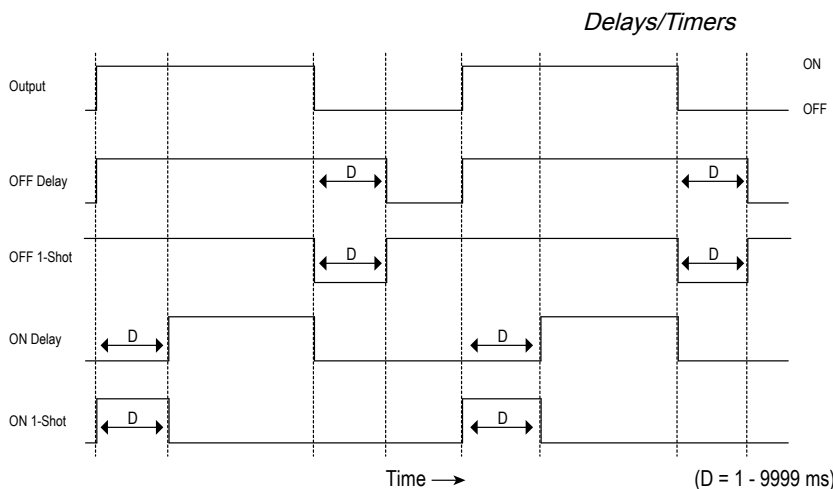 Delays/Timers
Output
ON
OFF
OFF Delay
D
D
OFF 1-Shot
D
D
ON Delay
D
D
ON 1-Shot
D
D
Time
(D = 1 - 9999 ms)